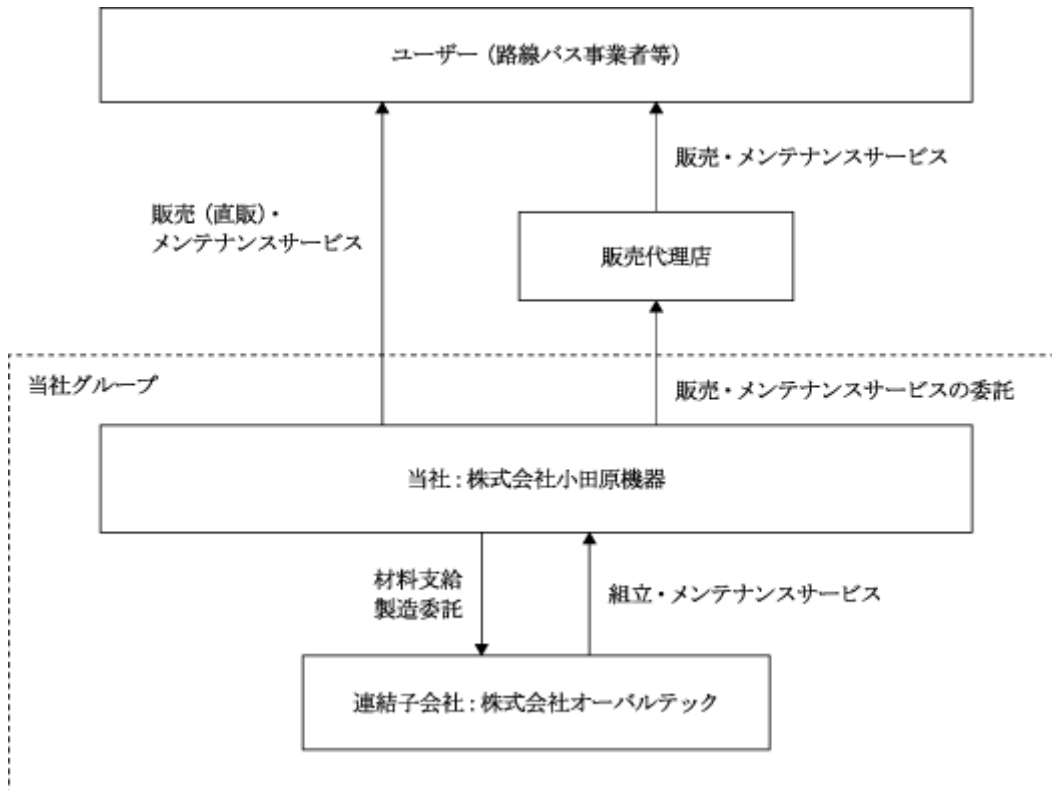 ユーザー（路線バス事業者等）
販売・メンテナンスサービス
販売（直販）・
メンテナンスサービス
販売代理店
当社グループ
販売・メンテナンスサービスの委託
当社：株式会社小田原機器
材料支給
製造委託
組立・メンテナンスサービス
連結子会社：株式会社オーバルテック